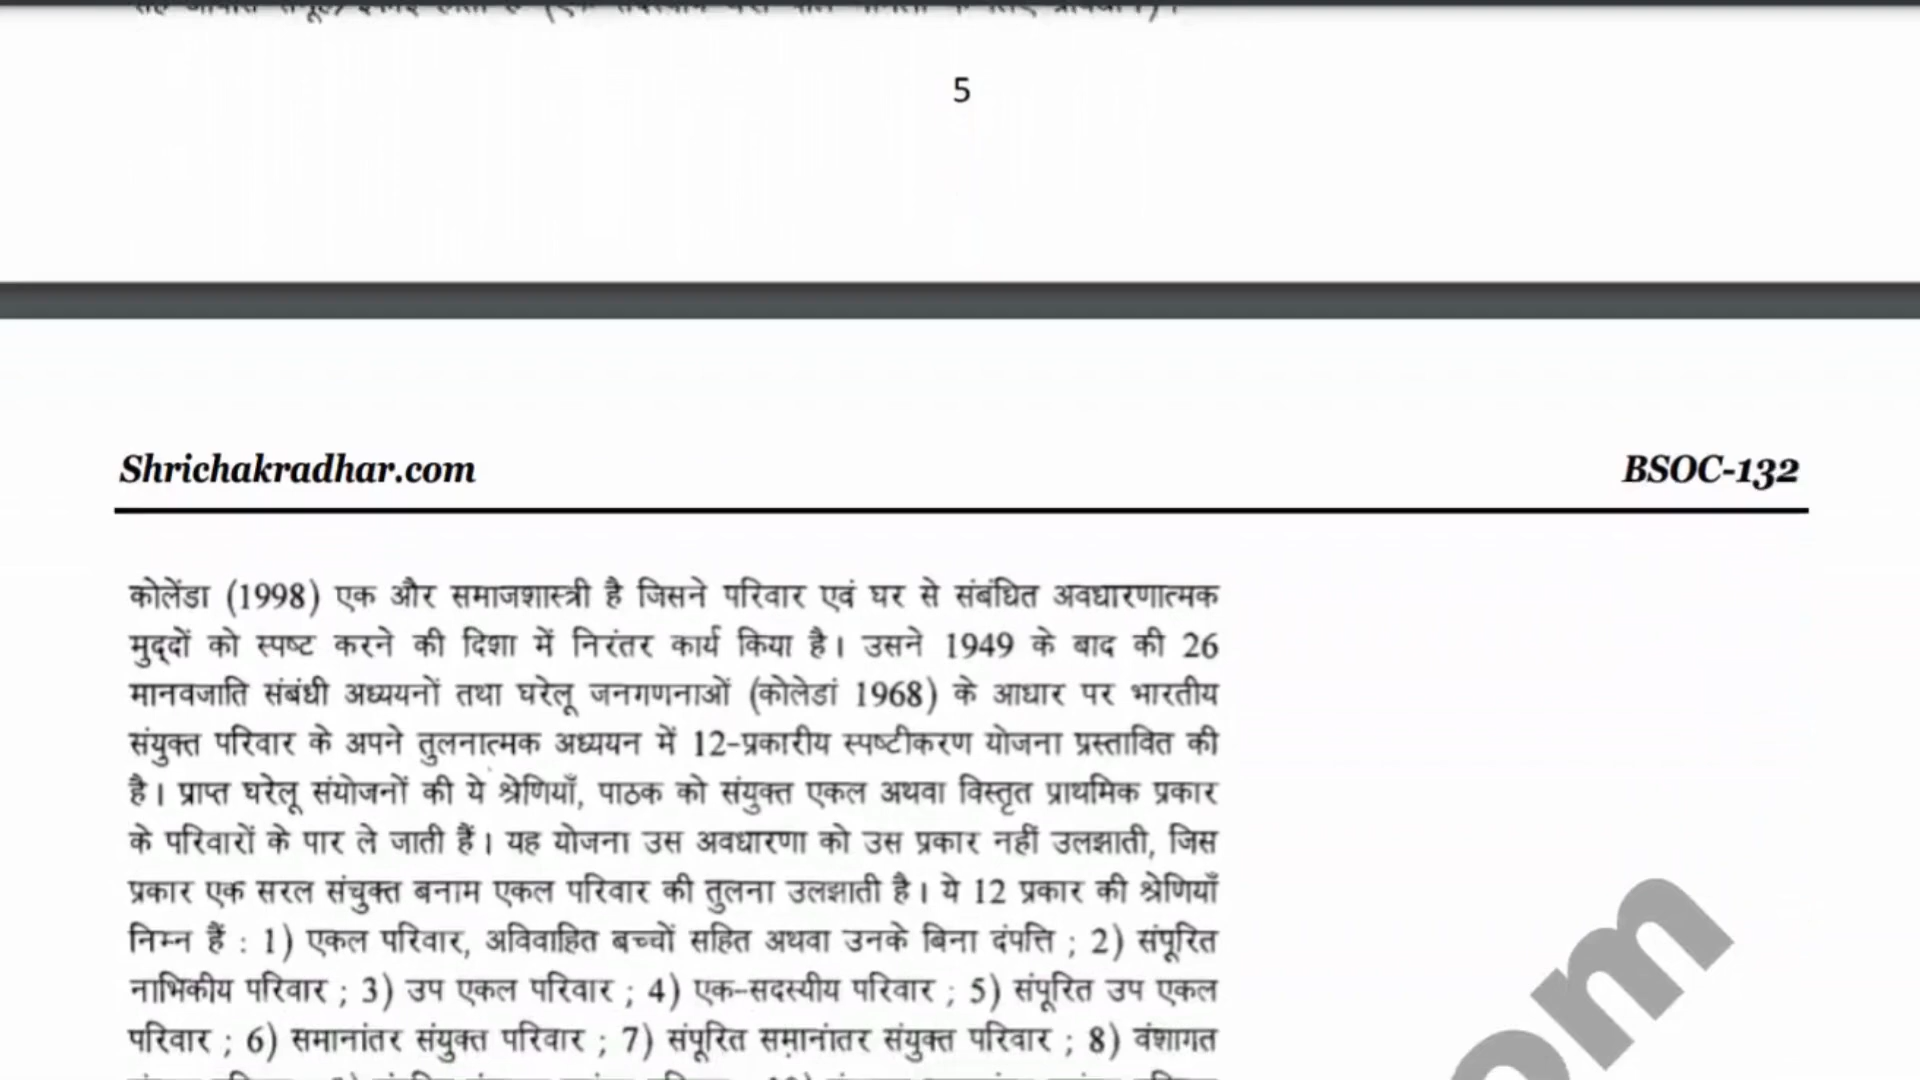 5
Shrichakradhar.com BSOC-132
कोलेंडा (1998) एक और समाजशास्त्री है जिसने परिवार एवं घर से संबंधित अवधारणात्मक
मुद्दों को स्पष्ट करने की दिशा में निरंतर कार्य किया है। उसने 1949 के बाद की 26
मानवजाति संबंधी अध्ययनों तथा घरेलू जनगणनाओं (कोलेडां 1968) के आधार पर भारतीय
संयुक्त परिवार के अपने तुलनात्मक अध्ययन में 12-प्रकारीय स्पष्टीकरण योजना प्रस्तावित की
है। प्राप्त घरेलू संयोजनों की ये श्रेणियाँ, पाठक को संयुक्त एकल अथवा विस्तृत प्राथमिक प्रकार
के परिवारों के पार ले जाती हैं। यह योजना उस अवधारणा को उस प्रकार नहीं उलझाती, जिस
प्रकार एक सरल संचुक्त बनाम एकल परिवार की तुलना उलझाती है। ये 12 प्रकार की श्रेणियाँ
निम्न हैं : 1) एकल परिवार, अविवाहित बच्चों सहित अथवा उनके बिना दंपत्ति ; 2) संपूरित
नाभिकीय परिवार ; 3) उप एकल परिवार ; 4) एक-सदस्यीय परिवार ; 5) संपूरित उप एकल
परिवार ; 6) समानांतर संयुक्त परिवार ; 7) संपूरित समानांतर संयुक्त परिवार ; 8) वंशागत
om